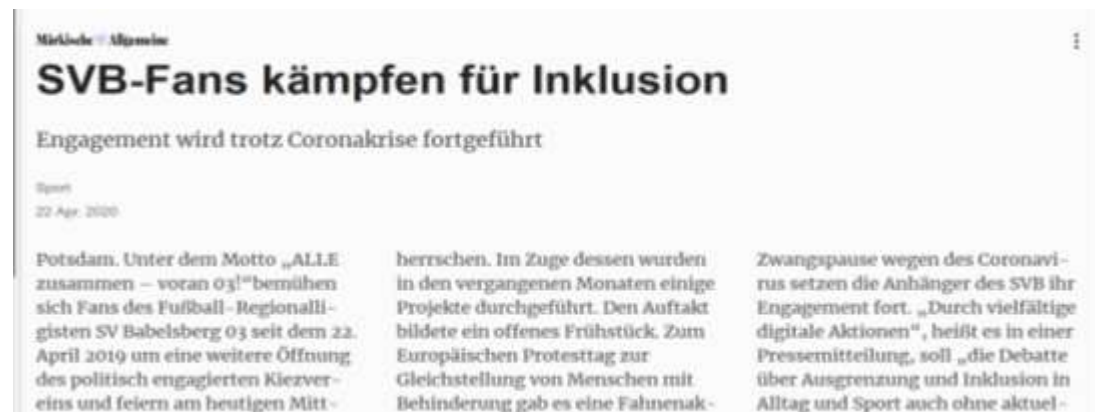 Märkische Allgemeine
SVB-Fans kämpfen für Inklusion
Engagement wird trotz Coronakrise fortgeführt
Sport
22 Apr. 2020
Potsdam. Unter dem Motto „ALLE
zusammen – voran 03!“bemühen
sich Fans des Fußball-Regionalli-
gisten SV Babelsberg 03 seit dem 22.
April 2019 um eine weitere Öffnung
des politisch engagierten Kiezver-
eins und feiern am heutigen Mitt-
herrschen. Im Zuge dessen wurden
in den vergangenen Monaten einige
Projekte durchgeführt. Den Auftakt
bildete ein offenes Frühstück. Zum
Europäischen Protesttag zur
Gleichstellung von Menschen mit
Behinderung gab es eine Fahnenak-
Zwangspause wegen des Coronavi-
rus setzen die Anhänger des SVB ihr
Engagement fort. „Durch vielfältige
digitale Aktionen“, heißt es in einer
Pressemitteilung, soll „die Debatte
über Ausgrenzung und Inklusion in
Alltag und Sport auch ohne aktuel-